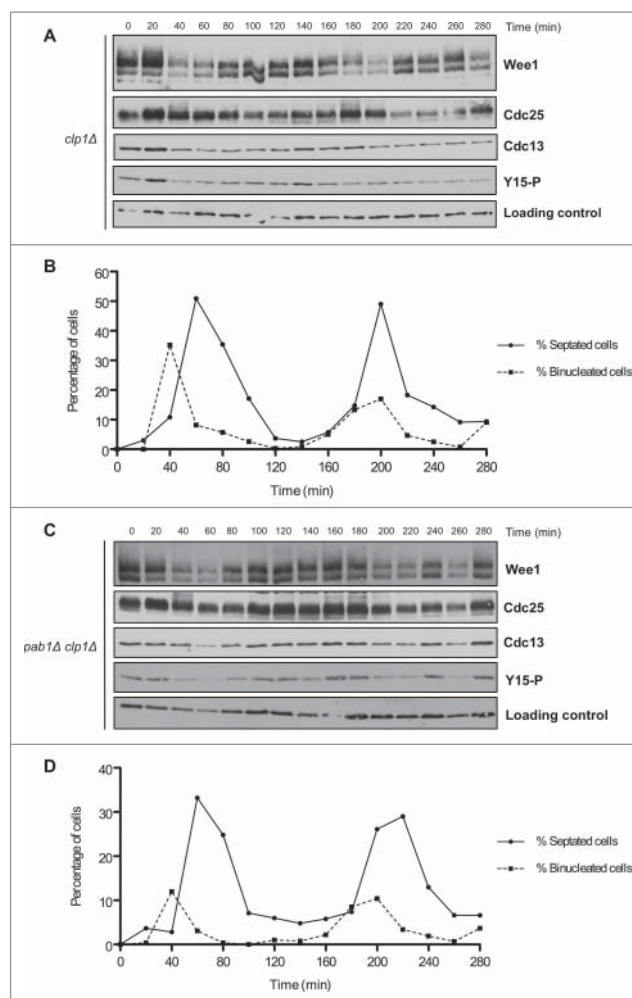 A
0 20 40 60 80 100 120 140 160 180 200 220 240 260 280 Time (min)
Wee1
Cdc25
clp1Δ
Cdc13
Y15-P
Loading control
B
60
50
40
30
20
10
0
Percentage of cells
0 40 80 120 160 200 240 280
Time (min)
% Septated cells
% Binucleated cells
C
0 20 40 60 80 100 120 140 160 180 200 220 240 260 280 Time (min)
Wee1
Cdc25
pab1Δ clp1Δ
Cdc13
Y15-P
Loading control
D
40
30
20
10
0
Percentage of cells
0 40 80 120 160 200 240 280
Time (min)
% Septated cells
% Binucleated cells